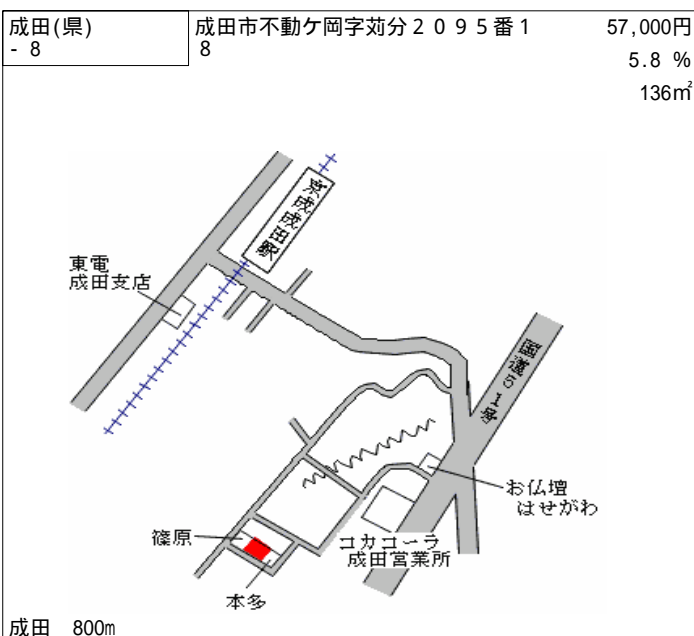 成田(県)
- 8
成田市不動ケ岡字苅分２０９５番１
８
57,000円
5.8 %
136㎡
京成成田駅
東電
成田支店
国道５１号
お仏壇
はせがわ
コカコーラ
成田営業所
篠原
本多
成田 800m